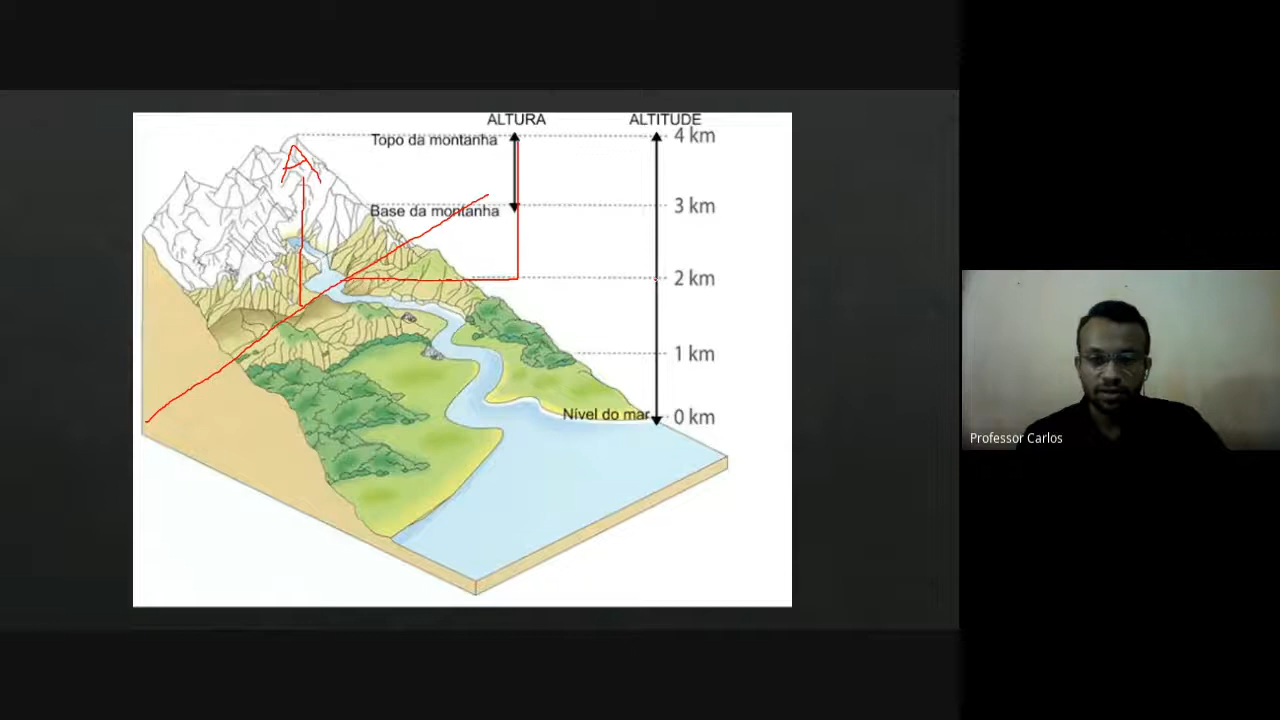 ALTURA
ALTITUDE
Topo da montanha
4 km
Base da montanha
3 km
2 km
1 km
Nível do mar
0 km
Professor Carlos